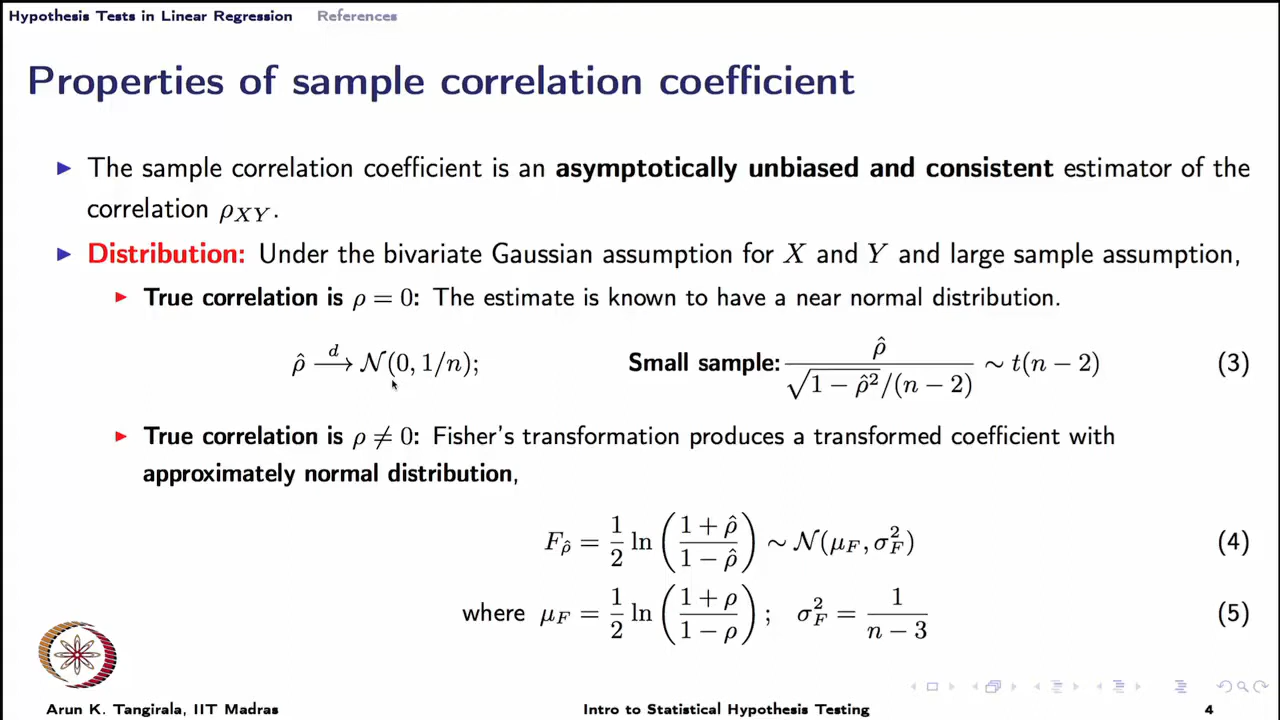 Hypothesis Tests in Linear Regression References
Properties of sample correlation coefficient
▶ The sample correlation coefficient is an asymptotically unbiased and consistent estimator of the
correlation ρ_XY.
▶ Distribution: Under the bivariate Gaussian assumption for X and Y and large sample assumption,
▶ True correlation is ρ = 0: The estimate is known to have a near normal distribution.
ρ̂ —d→ 𝒩(0, 1/n); Small sample: ρ̂ / (√(1 − ρ̂²)/(n − 2)) ∼ t(n − 2) (3)
▶ True correlation is ρ ≠ 0: Fisher's transformation produces a transformed coefficient with
approximately normal distribution,
F_ρ̂ = 1/2 ln((1 + ρ̂)/(1 − ρ̂)) ∼ 𝒩(μ_F, σ²_F) (4)
where μ_F = 1/2 ln((1 + ρ)/(1 − ρ)); σ²_F = 1/(n − 3) (5)
Arun K. Tangirala, IIT Madras Intro to Statistical Hypothesis Testing 4